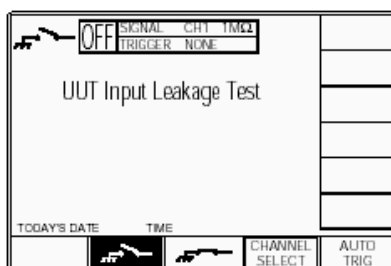 OFF SIGNAL CH1 1MΩ
TRIGGER NONE
UUT Input Leakage Test
TODAY'S DATE TIME
CHANNEL SELECT AUTO TRIG